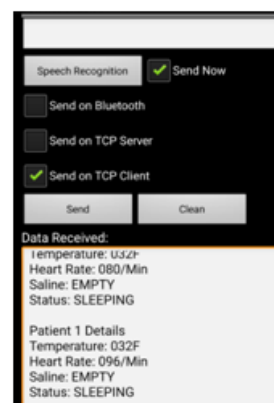 Speech Recognition
Send Now
Send on Bluetooth
Send on TCP Server
Send on TCP Client
Send
Clean
Data Received:
Temperature: 032F
Heart Rate: 080/Min
Saline: EMPTY
Status: SLEEPING
Patient 1 Details
Temperature: 032F
Heart Rate: 096/Min
Saline: EMPTY
Status: SLEEPING